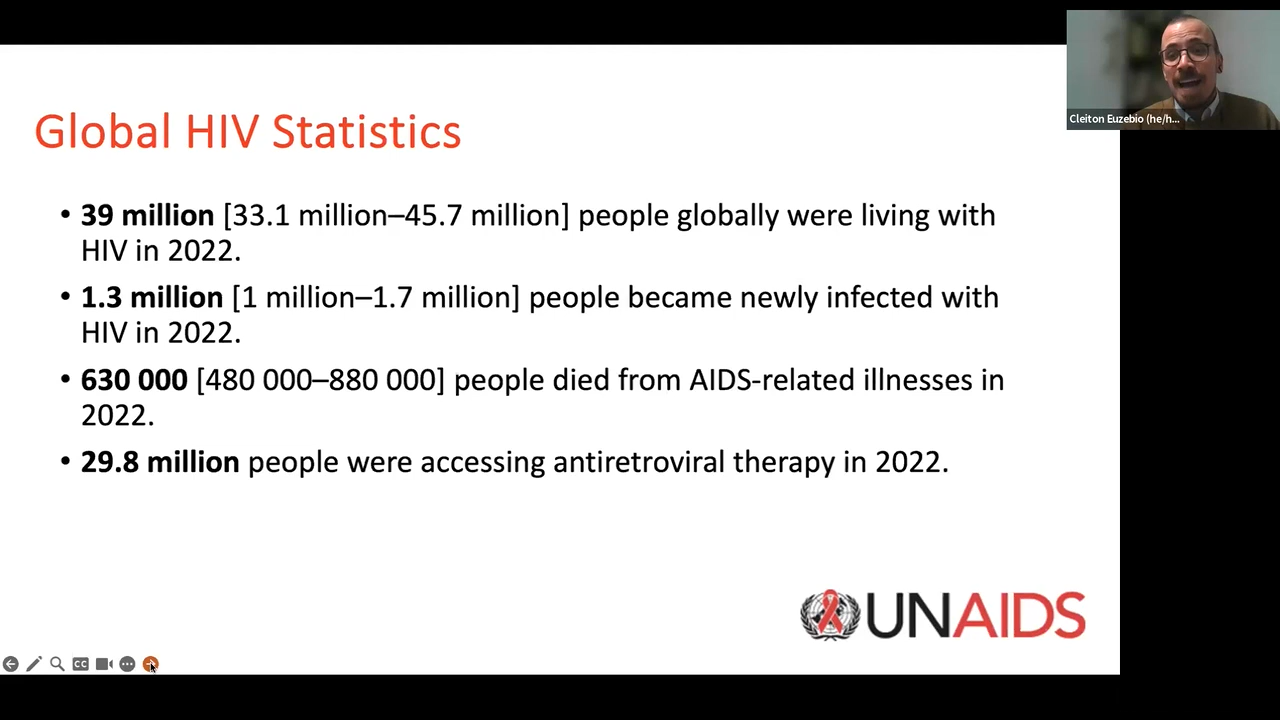 Global HIV Statistics
• 39 million [33.1 million–45.7 million] people globally were living with
HIV in 2022.
• 1.3 million [1 million–1.7 million] people became newly infected with
HIV in 2022.
• 630 000 [480 000–880 000] people died from AIDS-related illnesses in
2022.
• 29.8 million people were accessing antiretroviral therapy in 2022.
UNAIDS
CC
Cleiton Euzebio (he/h...